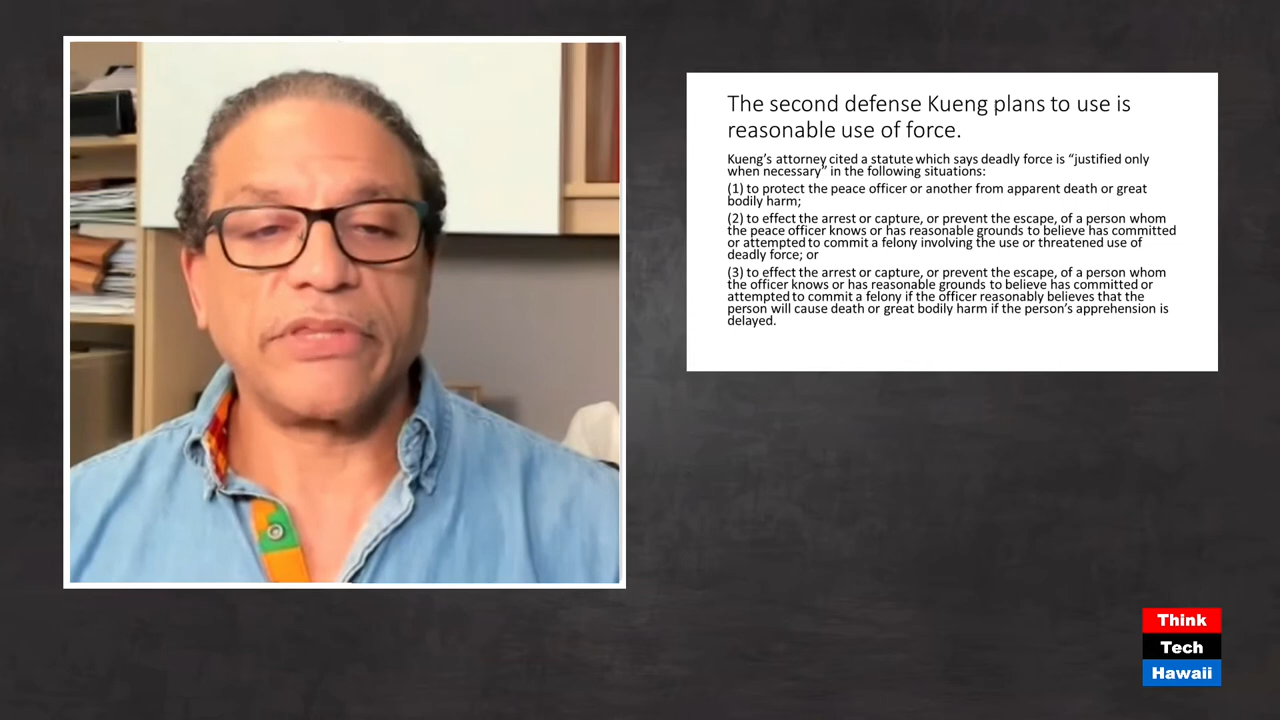 The second defense Kueng plans to use is
reasonable use of force.
Kueng's attorney cited a statute which says deadly force is “justified only
when necessary” in the following situations:
(1) to protect the peace officer or another from apparent death or great
bodily harm;
(2) to effect the arrest or capture, or prevent the escape, of a person whom
the peace officer knows or has reasonable grounds to believe has committed
or attempted to commit a felony involving the use or threatened use of
deadly force; or
(3) to effect the arrest or capture, or prevent the escape, of a person whom
the officer knows or has reasonable grounds to believe has committed or
attempted to commit a felony if the officer reasonably believes that the
person will cause death or great bodily harm if the person's apprehension is
delayed.
Think
Tech
Hawaii